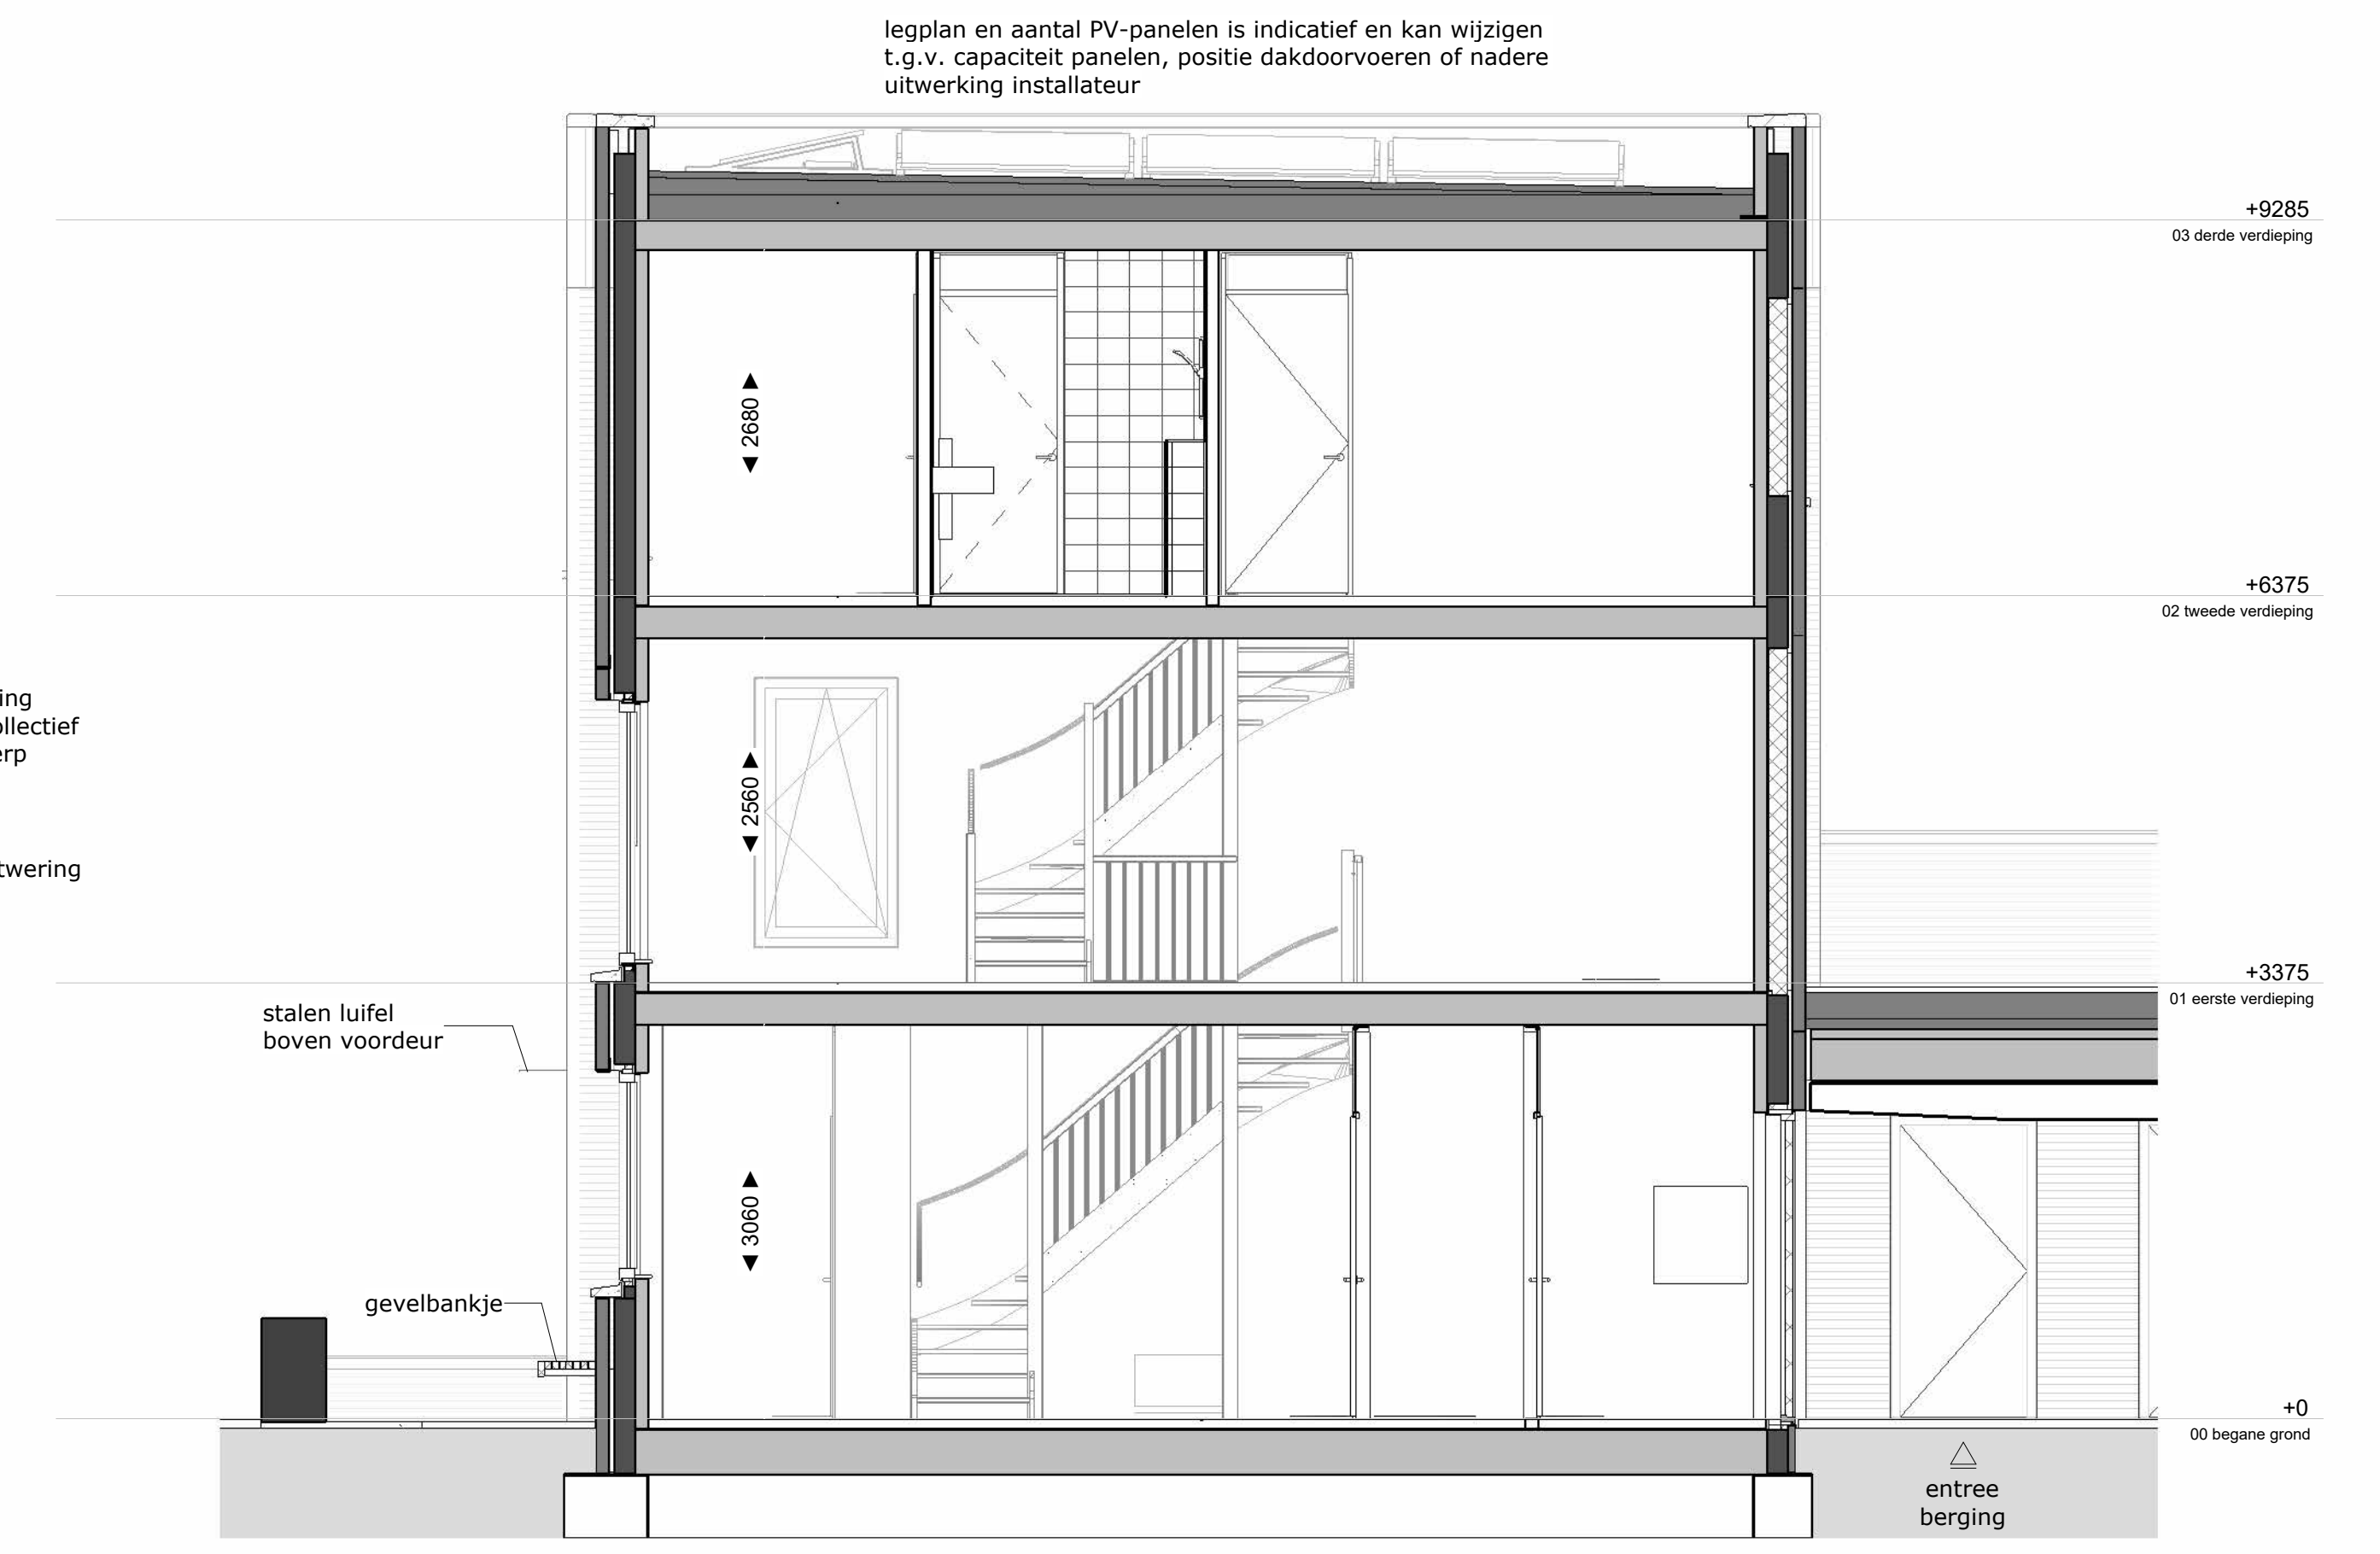 legplan en aantal PV-panelen is indicatief en kan wijzigen
t.g.v. capaciteit panelen, positie dakdoorvoeren of nadere
uitwerking installateur
+9285
03 derde verdieping
2680
+6375
02 tweede verdieping
ing
ollectief
erp
2560
twering
+3375
01 eerste verdieping
stalen luifel
boven voordeur
3060
gevelbankje
+0
00 begane grond
entree
berging